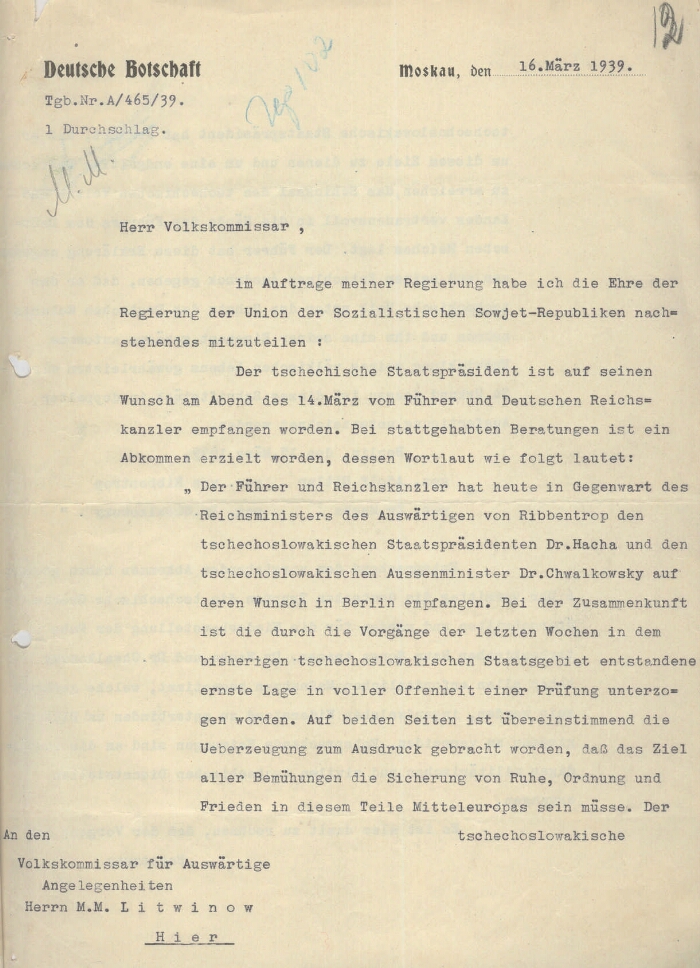 12
Deutsche Botschaft
Moskau, den 16.März 1939.
Tgb.Nr.A/465/39.
1 Durchschlag.
M.M.
Herr Volkskommissar ,
im Auftrage meiner Regierung habe ich die Ehre der
Regierung der Union der Sozialistischen Sowjet-Republiken nach=
stehendes mitzuteilen :
Der tschechische Staatspräsident ist auf seinen
Wunsch am Abend des 14.März vom Führer und Deutschen Reichs=
kanzler empfangen worden. Bei stattgehabten Beratungen ist ein
Abkommen erzielt worden, dessen Wortlaut wie folgt lautet:
„ Der Führer und Reichskanzler hat heute in Gegenwart des
Reichsministers des Auswärtigen von Ribbentrop den
tschechoslowakischen Staatspräsidenten Dr.Hacha und den
tschechoslowakischen Aussenminister Dr.Chwalkowsky auf
deren Wunsch in Berlin empfangen. Bei der Zusammenkunft
ist die durch die Vorgänge der letzten Wochen in dem
bisherigen tschechoslowakischen Staatsgebiet entstandene
ernste Lage in voller Offenheit einer Prüfung unterzo=
gen worden. Auf beiden Seiten ist übereinstimmend die
Ueberzeugung zum Ausdruck gebracht worden, daß das Ziel
aller Bemühungen die Sicherung von Ruhe, Ordnung und
Frieden in diesem Teile Mitteleuropas sein müsse. Der
tschechoslowakische
An den
Volkskommissar für Auswärtige
Angelegenheiten
Herrn M.M. L i t w i n o w
H i e r